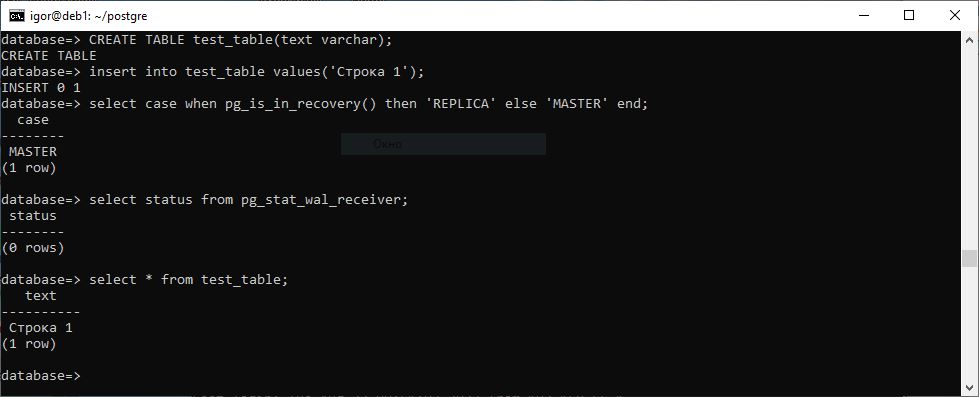 igor@deb1: ~/postgre
database=> CREATE TABLE test_table(text varchar);
CREATE TABLE
database=> insert into test_table values('Строка 1');
INSERT 0 1
database=> select case when pg_is_in_recovery() then 'REPLICA' else 'MASTER' end;
case
--------
MASTER
(1 row)
database=> select status from pg_stat_wal_receiver;
status
--------
(0 rows)
database=> select * from test_table;
text
----------
Строка 1
(1 row)
database=>
Окно